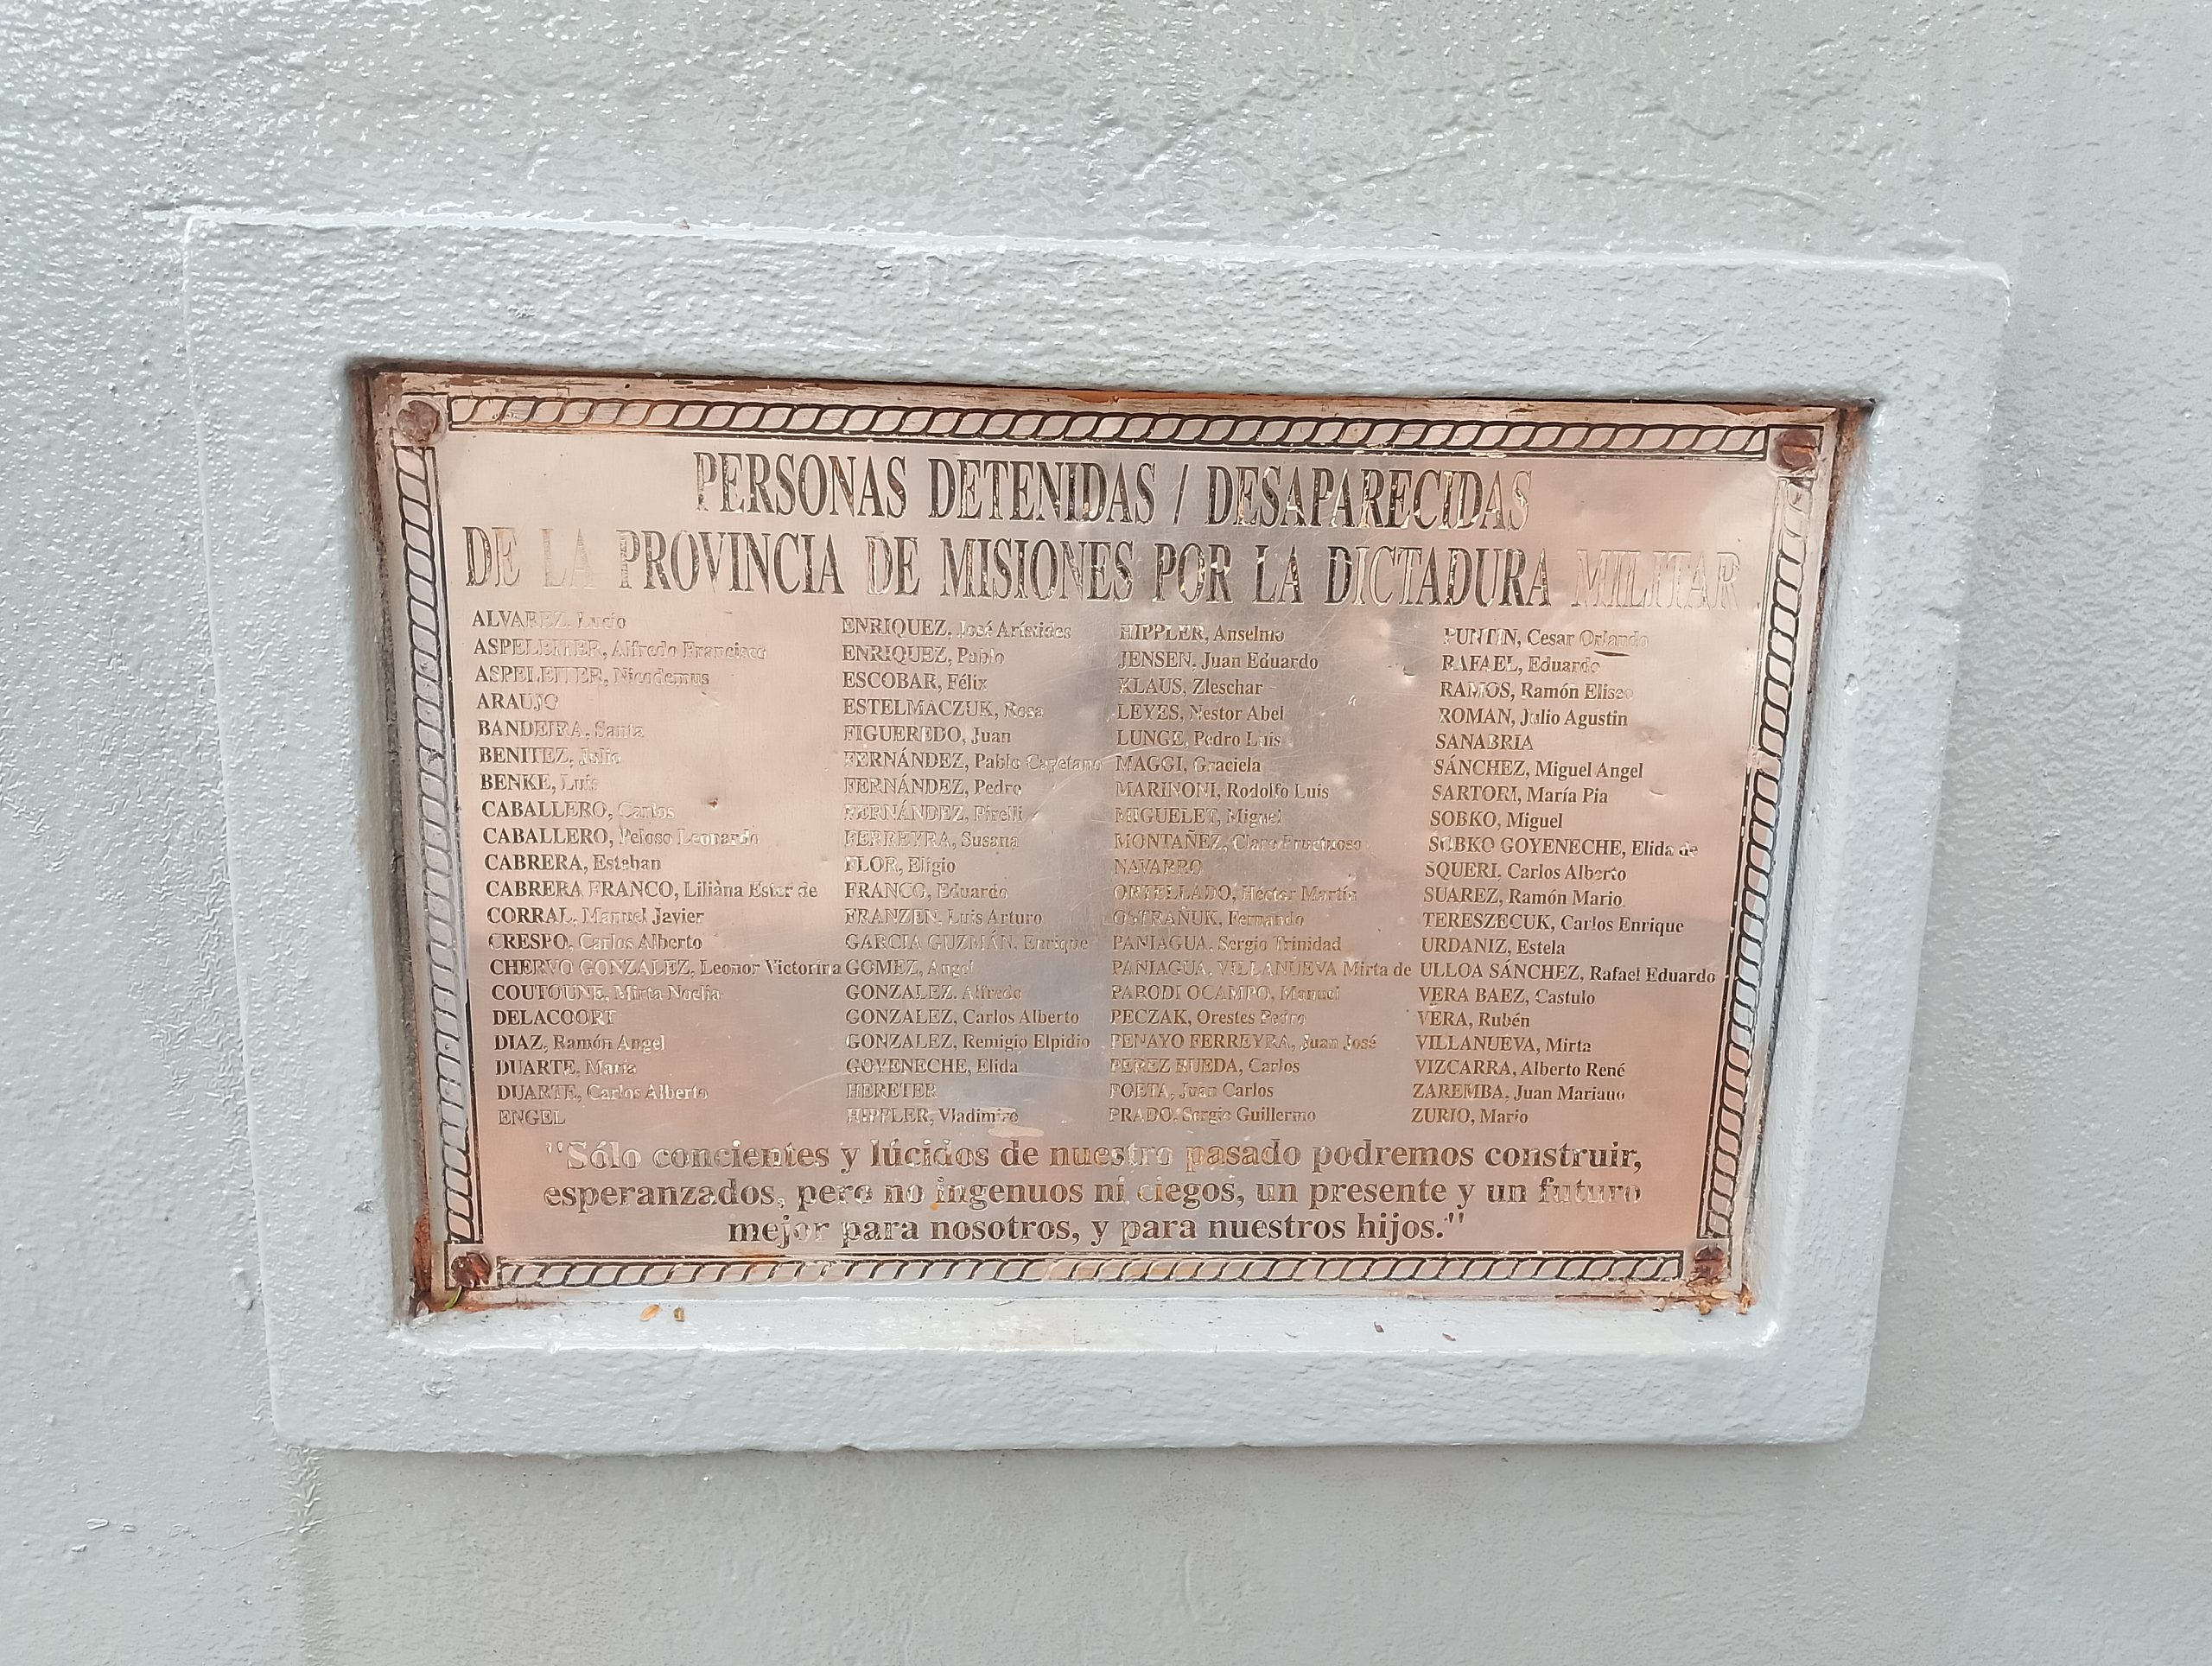 PERSONAS DETENIDAS / DESAPARECIDAS
DE LA PROVINCIA DE MISIONES POR LA DICTADURA MILITAR
ALVAREZ, Lucio
ASPELEITER, Alfredo Francisco
ASPELEITER, Nicodemus
ARAUJO
BANDEIRA, Santa
BENITEZ, Julio
BENKE, Luis
CABALLERO, Carlos
CABALLERO, Peloso Leonardo
CABRERA, Esteban
CABRERA FRANCO, Liliana Ester de
CORRAL, Manuel Javier
CRESPO, Carlos Alberto
CHERVO GONZALEZ, Leonor Victorina
COUTOUNE, Mirta Noelia
DELACOORT
DIAZ, Ramón Angel
DUARTE, María
DUARTE, Carlos Alberto
ENGEL
ENRIQUEZ, José Arístides
ENRIQUEZ, Pablo
ESCOBAR, Félix
ESTELMACZUK, Rosa
FIGUEREDO, Juan
FERNÁNDEZ, Pablo Cayetano
FERNÁNDEZ, Pedro
FERNÁNDEZ, Pirelli
FERREYRA, Susana
FLOR, Eligio
FRANCO, Eduardo
FRANZEN, Luis Arturo
GARCIA GUZMÁN, Enrique
GOMEZ, Angel
GONZALEZ, Alfredo
GONZALEZ, Carlos Alberto
GONZALEZ, Remigio Elpidio
GOYENECHE, Elida
HERETER
HIPPLER, Vladimiro
HIPPLER, Anselmo
JENSEN, Juan Eduardo
KLAUS, Zleschar
LEYES, Nestor Abel
LUNGE, Pedro Luis
MAGGI, Graciela
MARINONI, Rodolfo Luis
MIGUELET, Miguel
MONTAÑEZ, Claro Fructuoso
NAVARRO
ORTELLADO, Héctor Martín
OSTRAÑUK, Fernando
PANIAGUA, Sergio Trinidad
PANIAGUA, VILLANUEVA Mirta de
PARODI OCAMPO, Manuel
PECZAK, Orestes Pedro
PENAYO FERREYRA, Juan José
PEREZ RUEDA, Carlos
POETA, Juan Carlos
PRADO, Sergio Guillermo
PUNTIN, Cesar Orlando
RAFAEL, Eduardo
RAMOS, Ramón Eliseo
ROMAN, Julio Agustin
SANABRIA
SÁNCHEZ, Miguel Angel
SARTORI, María Pia
SOBKO, Miguel
SOBKO GOYENECHE, Elida de
SQUERI, Carlos Alberto
SUAREZ, Ramón Mario
TERESZECUK, Carlos Enrique
URDANIZ, Estela
ULLOA SÁNCHEZ, Rafael Eduardo
VERA BAEZ, Castulo
VERA, Rubén
VILLANUEVA, Mirta
VIZCARRA, Alberto René
ZAREMBA, Juan Mariano
ZURIO, Mario
"Sólo concientes y lúcidos de nuestro pasado podremos construir,
esperanzados, pero no ingenuos ni ciegos, un presente y un futuro
mejor para nosotros, y para nuestros hijos."